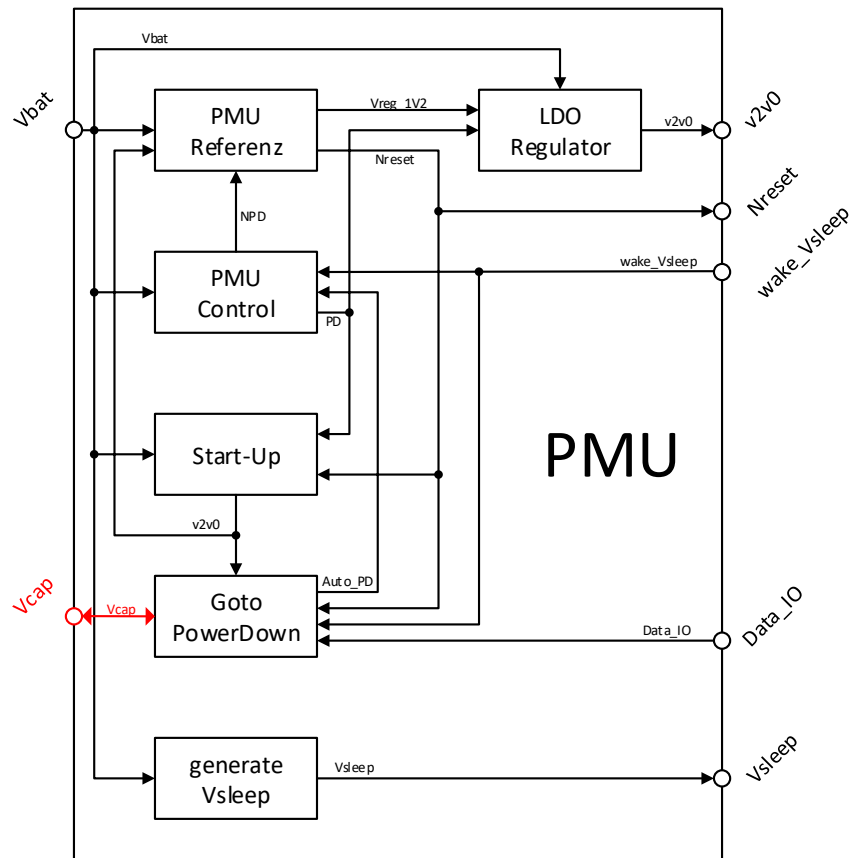 Vbat
Vbat
PMU
Referenz
Vreg_1V2
LDO
Regulator
v2v0
v2v0
Nreset
Nreset
NPD
PMU
Control
wake_Vsleep
wake_Vsleep
PD
Start-Up
PMU
v2v0
Vcap
Vcap
Goto
PowerDown
Auto_PD
Data_IO
Data_IO
generate
Vsleep
Vsleep
Vsleep